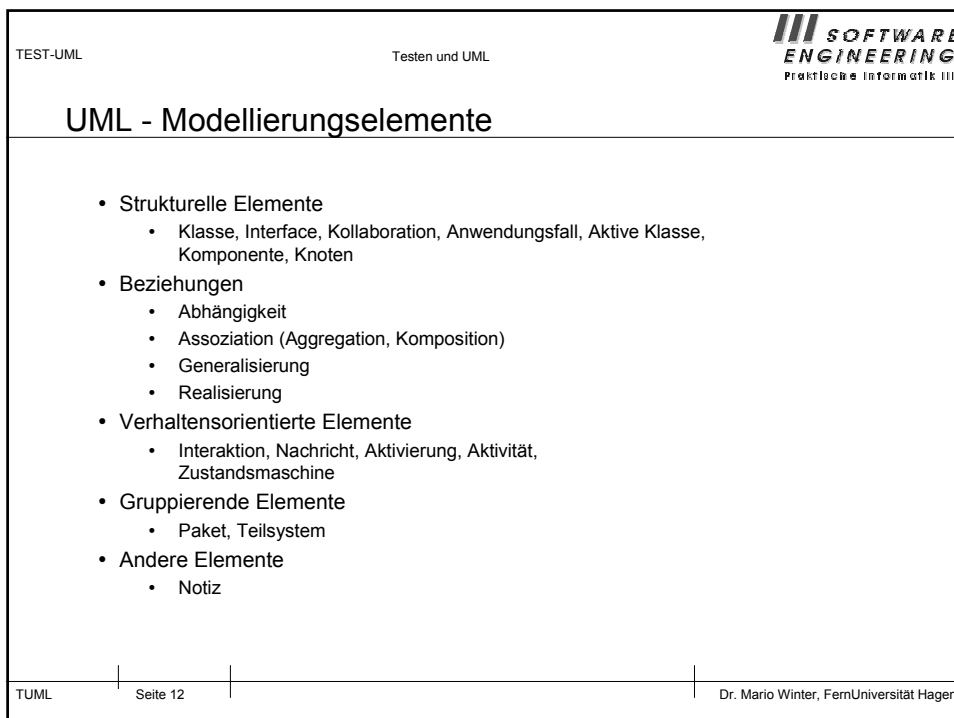 TEST-UML
Testen und UML
SOFTWARE
ENGINEERING
Praktische Informatik III
UML - Modellierungselemente
• Strukturelle Elemente
• Klasse, Interface, Kollaboration, Anwendungsfall, Aktive Klasse,
Komponente, Knoten
• Beziehungen
• Abhängigkeit
• Assoziation (Aggregation, Komposition)
• Generalisierung
• Realisierung
• Verhaltensorientierte Elemente
• Interaktion, Nachricht, Aktivierung, Aktivität,
Zustandsmaschine
• Gruppierende Elemente
• Paket, Teilsystem
• Andere Elemente
• Notiz
TUML
Seite 12
Dr. Mario Winter, FernUniversität Hagen